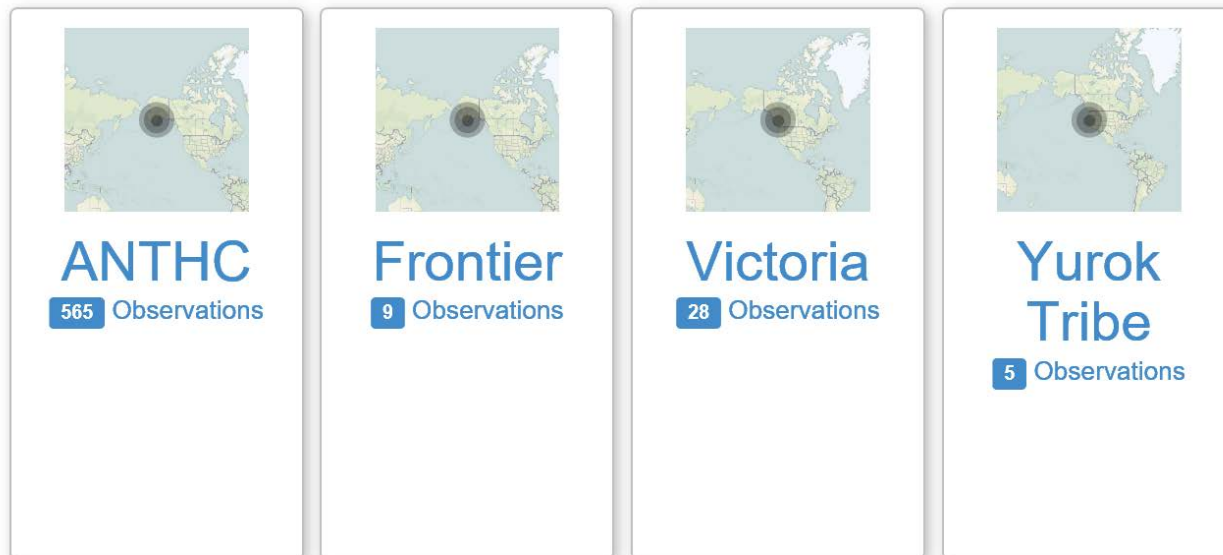 ANTHC
565 Observations
Frontier
9 Observations
Victoria
28 Observations
Yurok
Tribe
5 Observations